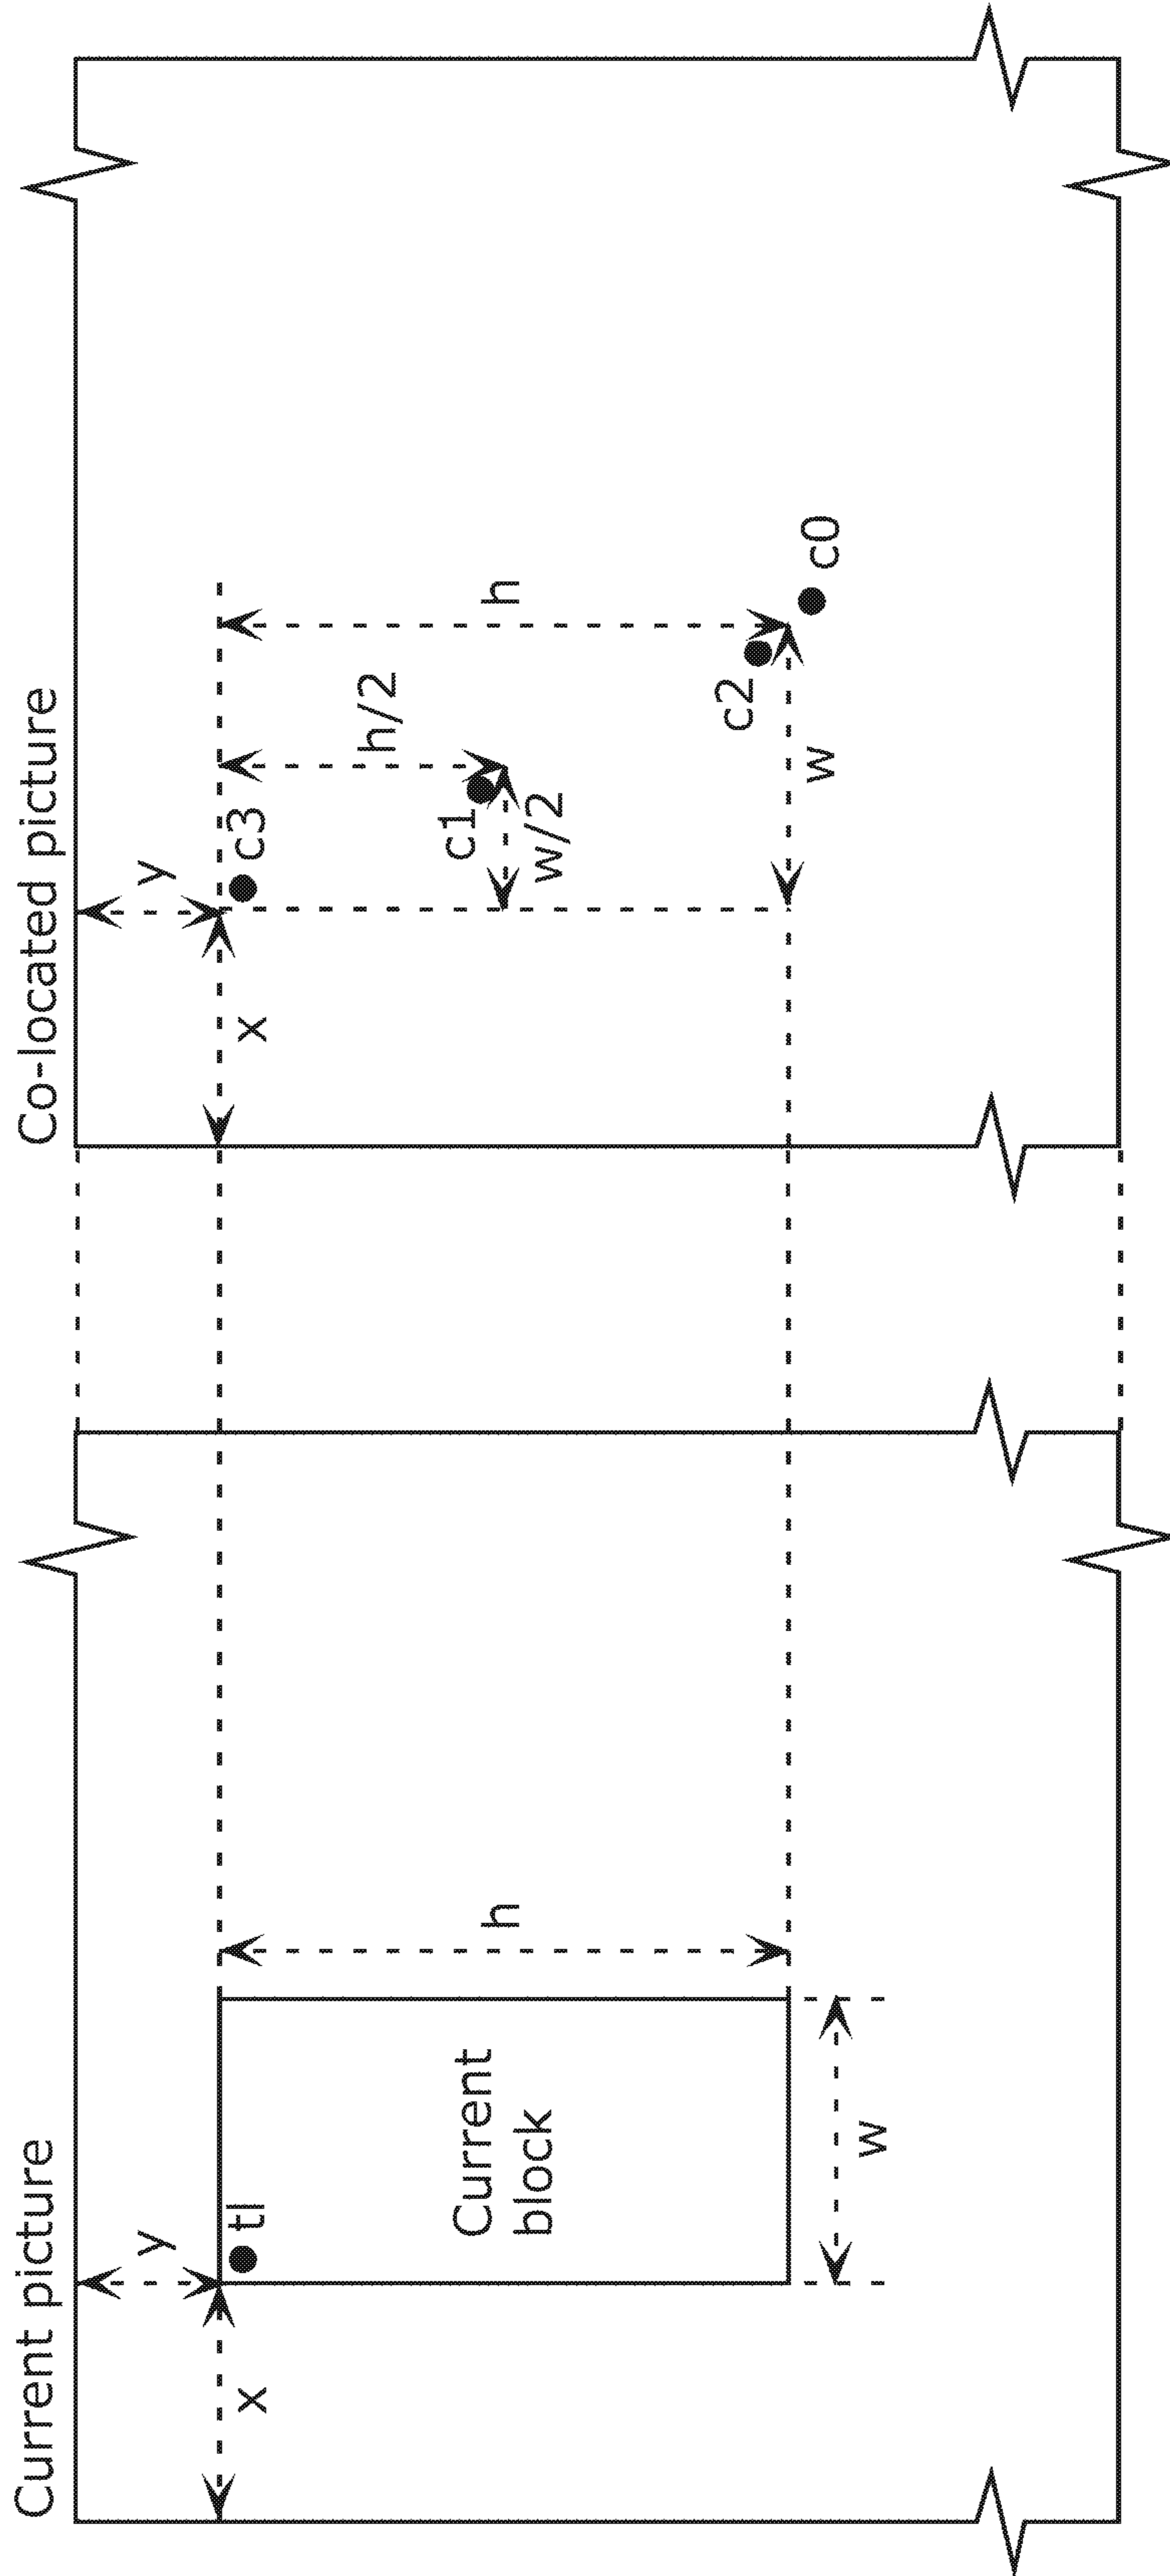 Current picture
y
x
tl
Current
block
h
w
Co-located picture
y
x
c3
h/2
h
c1
w/2
c2
w
c0